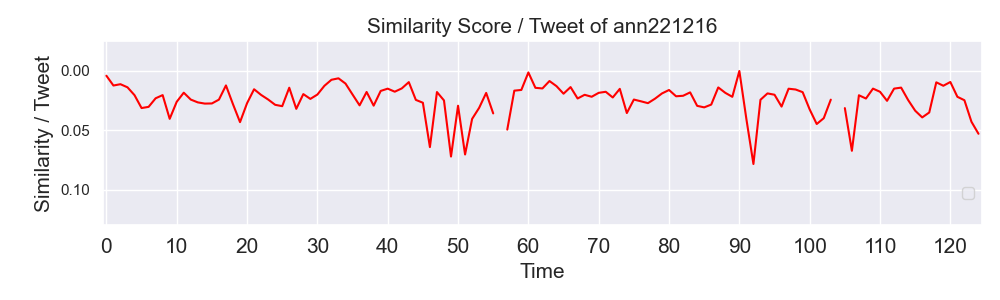 Similarity Score / Tweet of ann221216
Similarity / Tweet
0.00
0.05
0.10
0 10 20 30 40 50 60 70 80 90 100 110 120
Time